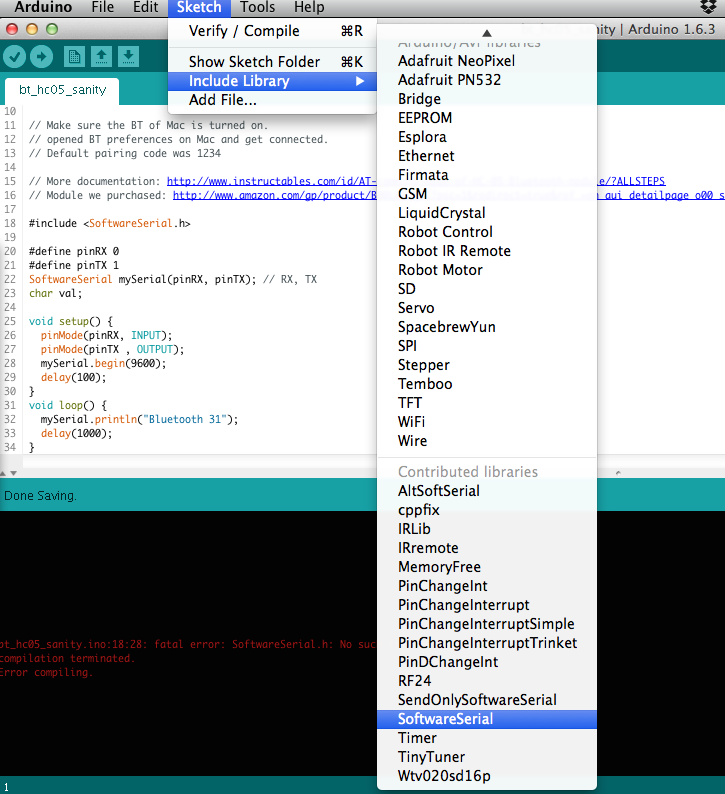 Arduino File Edit Sketch Tools Help
_sanity | Arduino 1.6.3
Verify / Compile ⌘R
Show Sketch Folder ⌘K
Include Library ▶
Add File...
bt_hc05_sanity
10
11 // Make sure the BT of Mac is turned on.
12 // opened BT preferences on Mac and get connected.
13 // Default pairing code was 1234
14
15 // More documentation: http://www.instructables.com/id/AT- /?ALLSTEPS
16 // Module we purchased: http://www.amazon.com/gp/product/B detailpage_o00_s
17
18 #include <SoftwareSerial.h>
19
20 #define pinRX 0
21 #define pinTX 1
22 SoftwareSerial mySerial(pinRX, pinTX); // RX, TX
23 char val;
24
25 void setup() {
26 pinMode(pinRX, INPUT);
27 pinMode(pinTX , OUTPUT);
28 mySerial.begin(9600);
29 delay(100);
30 }
31 void loop() {
32 mySerial.println("Bluetooth 31");
33 delay(1000);
34 }
Done Saving.
bt_hc05_sanity.ino:18:28: fatal error: SoftwareSerial.h: No suc
compilation terminated.
Error compiling.
1
Arduino/AVR libraries
Adafruit NeoPixel
Adafruit PN532
Bridge
EEPROM
Esplora
Ethernet
Firmata
GSM
LiquidCrystal
Robot Control
Robot IR Remote
Robot Motor
SD
Servo
SpacebrewYun
SPI
Stepper
Temboo
TFT
WiFi
Wire
Contributed libraries
AltSoftSerial
cppfix
IRLib
IRremote
MemoryFree
PinChangeInt
PinChangeInterrupt
PinChangeInterruptSimple
PinChangeInterruptTrinket
PinDChangeInt
RF24
SendOnlySoftwareSerial
SoftwareSerial
Timer
TinyTuner
Wtv020sd16p